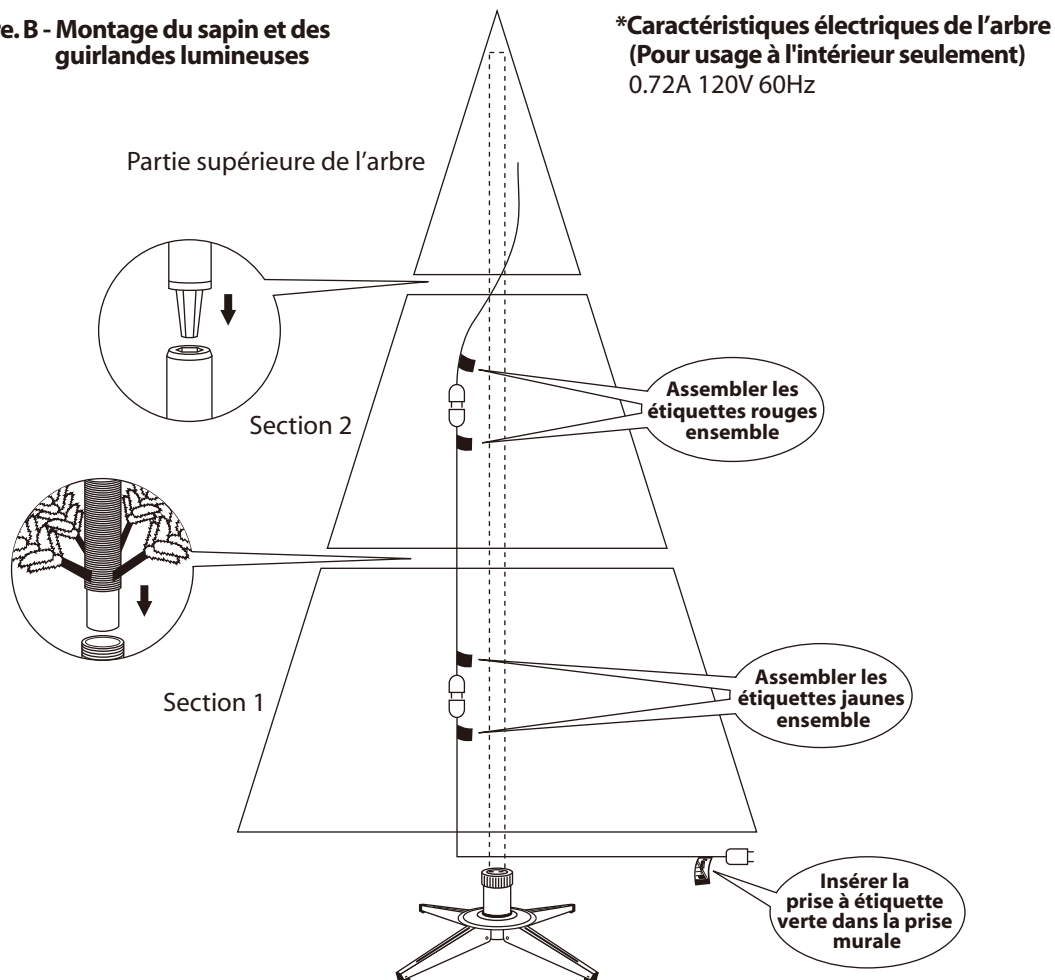 re. B - Montage du sapin et des
guirlandes lumineuses
*Caractéristiques électriques de l’arbre
(Pour usage à l'intérieur seulement)
0.72A 120V 60Hz
Partie supérieure de l’arbre
Section 2
Assembler les
étiquettes rouges
ensemble
Section 1
Assembler les
étiquettes jaunes
ensemble
Insérer la
prise à étiquette
verte dans la prise
murale